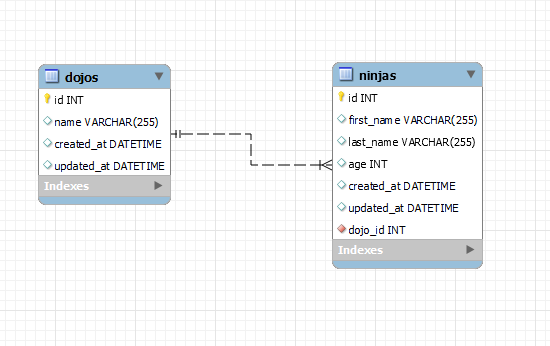 dojos
id INT
name VARCHAR(255)
created_at DATETIME
updated_at DATETIME
Indexes
ninjas
id INT
first_name VARCHAR(255)
last_name VARCHAR(255)
age INT
created_at DATETIME
updated_at DATETIME
dojo_id INT
Indexes